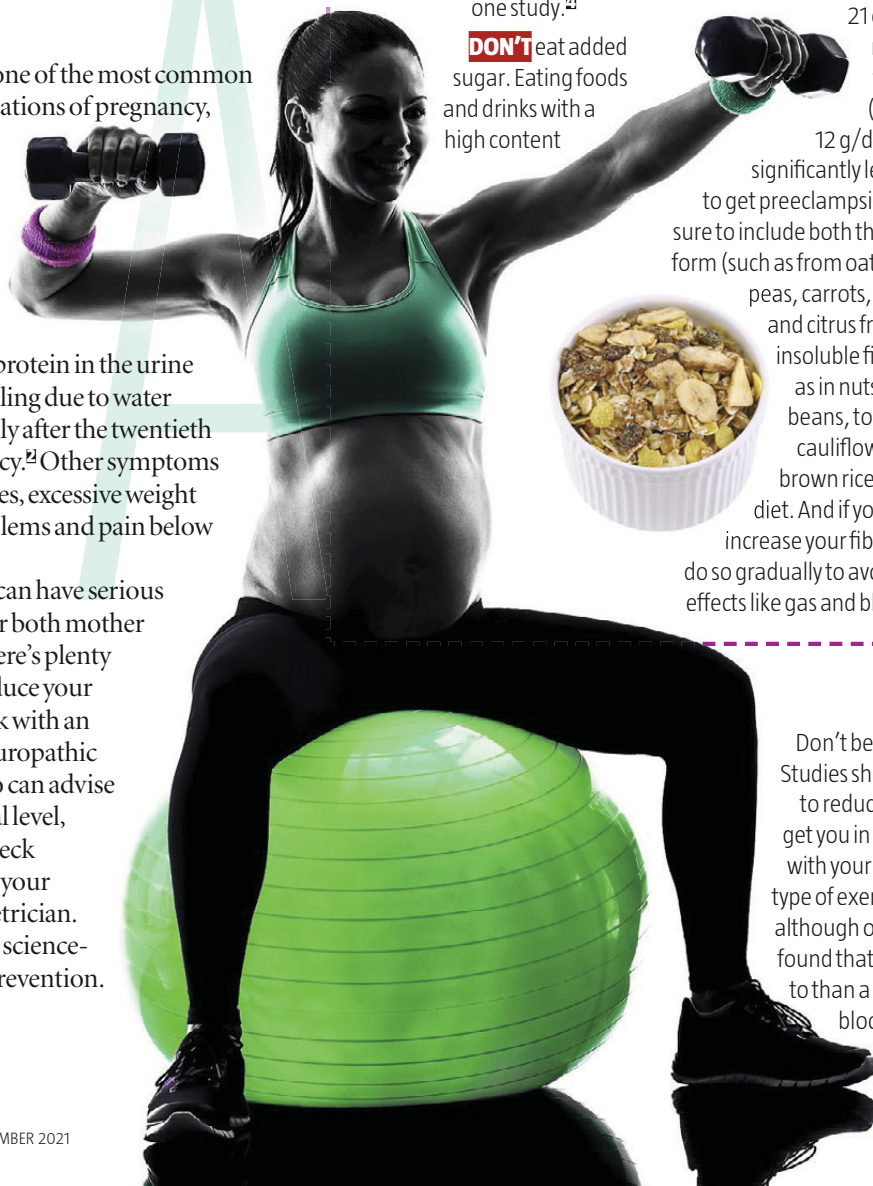 one of the most common
ations of pregnancy,
protein in the urine
ling due to water
ly after the twentieth
cy.2 Other symptoms
es, excessive weight
lems and pain below
can have serious
r both mother
ere's plenty
luce your
k with an
uropathic
o can advise
al level,
eck
your
etrician.
science-
revention.
one study.4
DON'T eat added
sugar. Eating foods
and drinks with a
high content
21
(
12 g/d
significantly le
to get preeclampsi
sure to include both th
form (such as from oat
peas, carrots,
and citrus fr
insoluble fi
as in nuts
beans, to
cauliflow
brown rice
diet. And if yo
increase your fib
do so gradually to avo
effects like gas and bl
Don't be
Studies sh
to reduc
get you in
with your
type of exer
although o
found that
to than a
bloc
MBER 2021